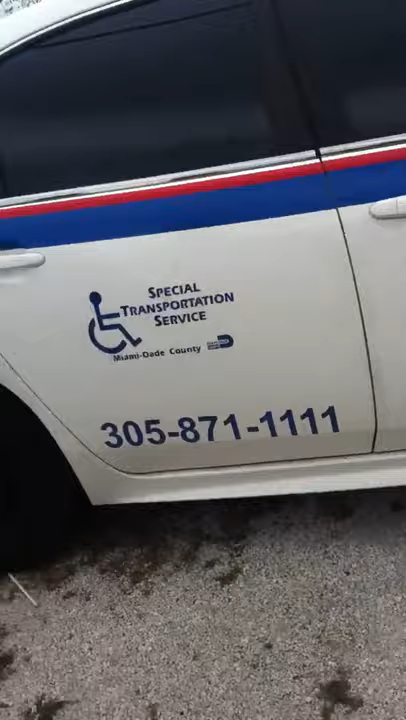 SPECIAL
TRANSPORTATION
SERVICE
Miami-Dade County
305-871-1111